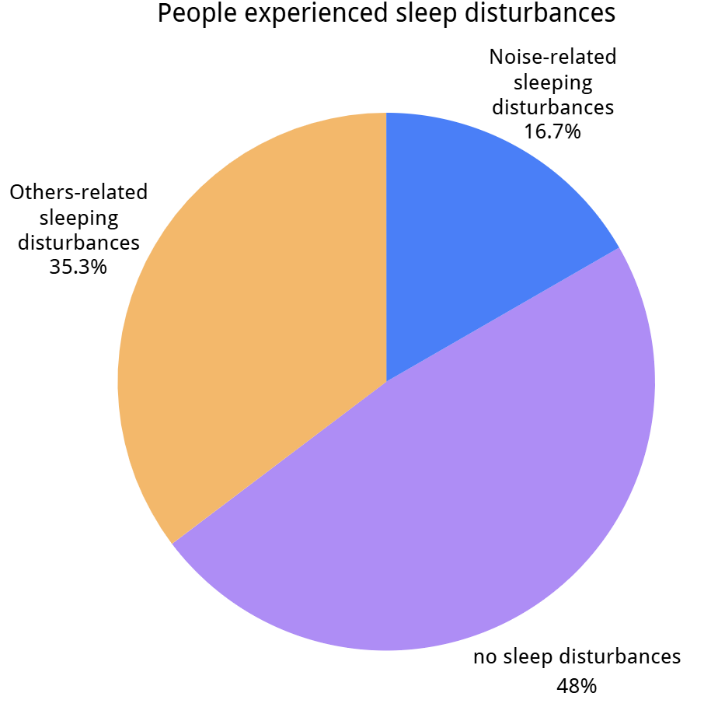 People experienced sleep disturbances
Noise-related
sleeping
disturbances
16.7%
Others-related
sleeping
disturbances
35.3%
no sleep disturbances
48%